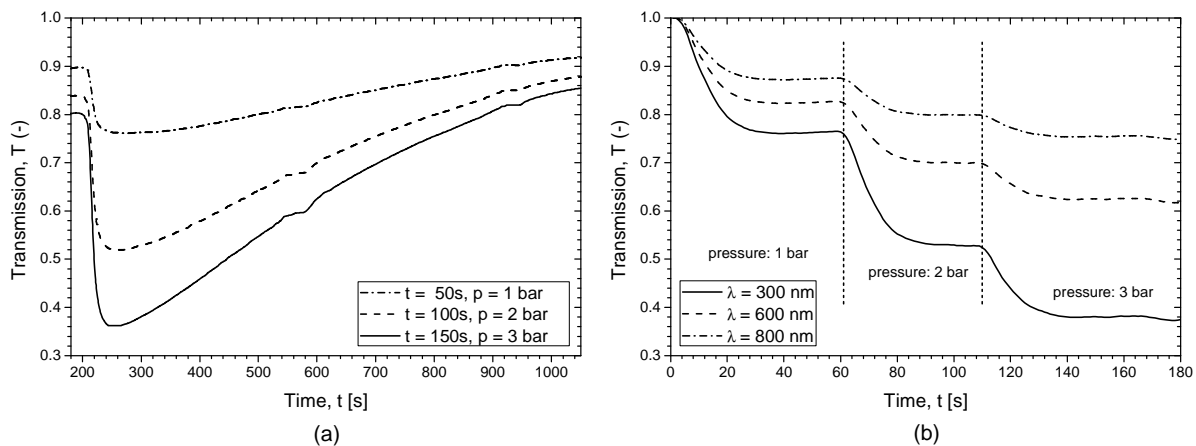 1.0
0.9
0.8
0.7
0.6
0.5
0.4
0.3
Transmission, T (-)
200 300 400 500 600 700 800 900 1000
Time, t [s]
t = 50s, p = 1 bar
t = 100s, p = 2 bar
t = 150s, p = 3 bar
(a)
1.0
0.9
0.8
0.7
0.6
0.5
0.4
0.3
Transmission, T (-)
0 20 40 60 80 100 120 140 160 180
Time, t [s]
pressure: 1 bar
pressure: 2 bar
pressure: 3 bar
λ = 300 nm
λ = 600 nm
λ = 800 nm
(b)